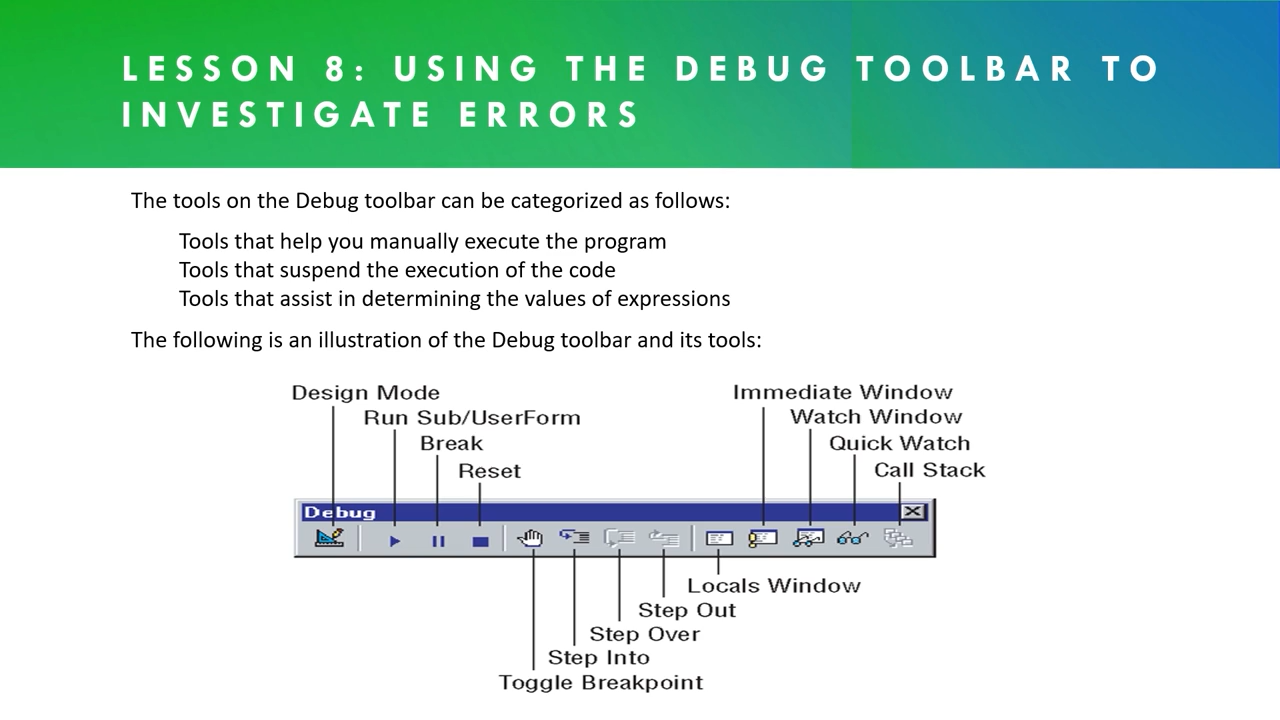 LESSON 8: USING THE DEBUG TOOLBAR TO
INVESTIGATE ERRORS
The tools on the Debug toolbar can be categorized as follows:
Tools that help you manually execute the program
Tools that suspend the execution of the code
Tools that assist in determining the values of expressions
The following is an illustration of the Debug toolbar and its tools:
Design Mode
Run Sub/UserForm
Break
Reset
Immediate Window
Watch Window
Quick Watch
Call Stack
Debug
Locals Window
Step Out
Step Over
Step Into
Toggle Breakpoint